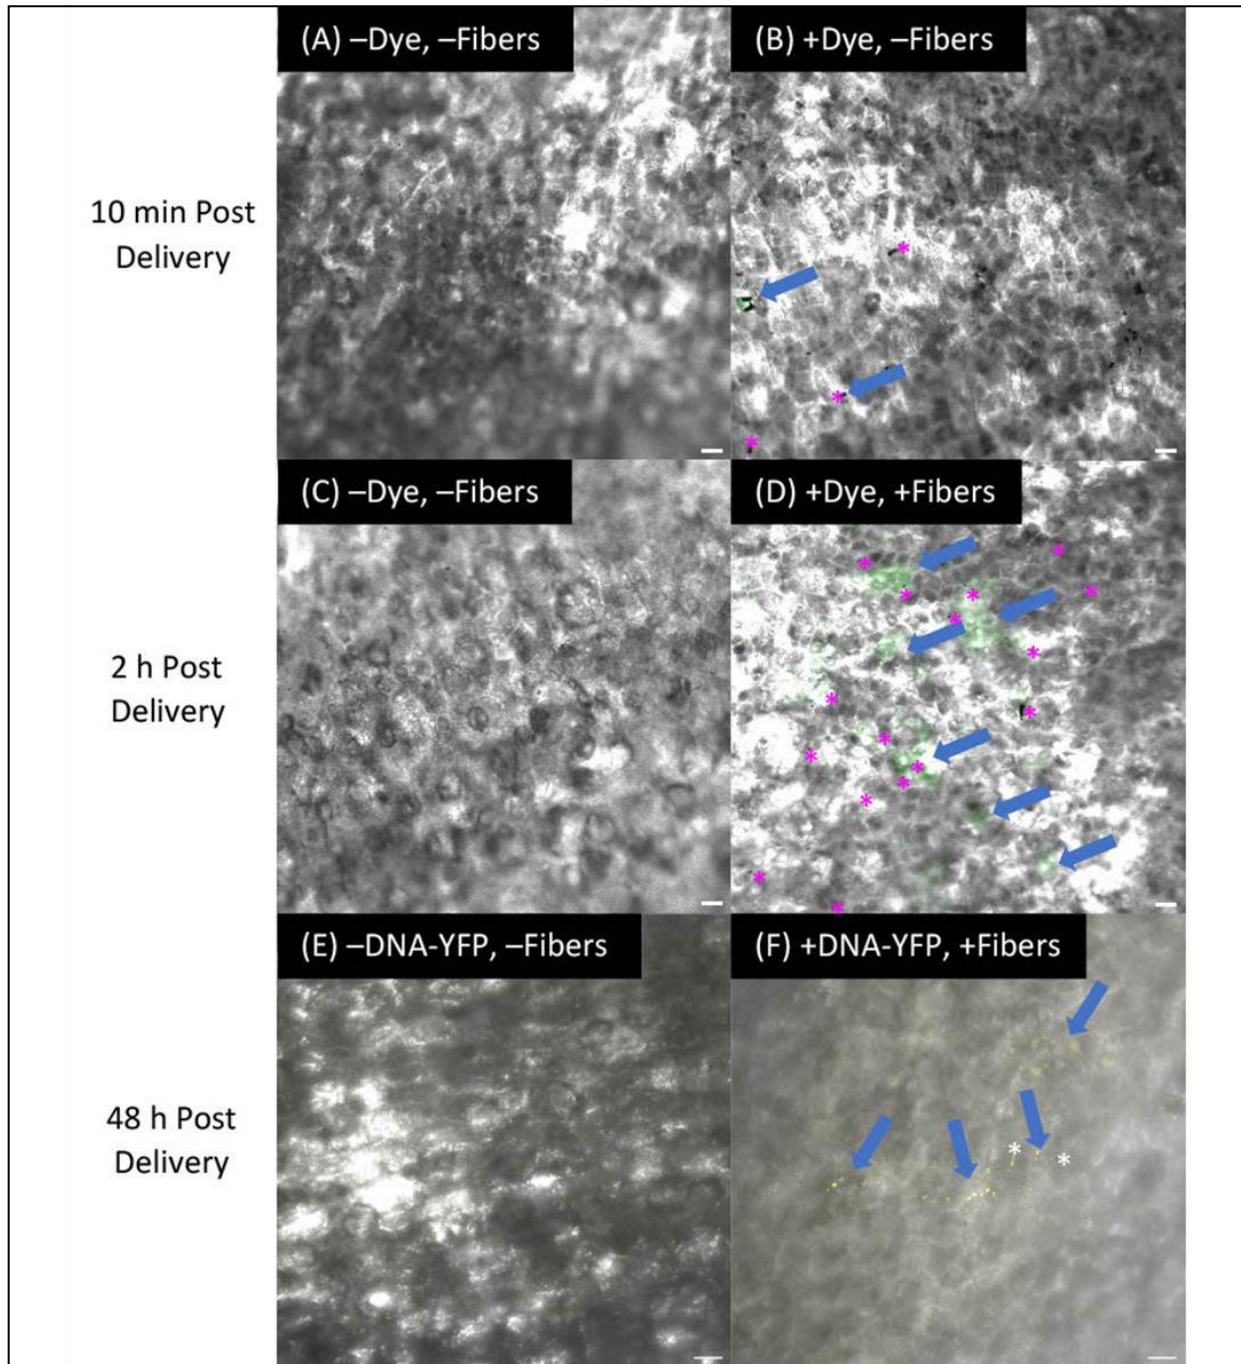 (A) –Dye, –Fibers
(B) +Dye, –Fibers
10 min Post
Delivery
(C) –Dye, –Fibers
(D) +Dye, +Fibers
2 h Post
Delivery
(E) –DNA-YFP, –Fibers
(F) +DNA-YFP, +Fibers
48 h Post
Delivery